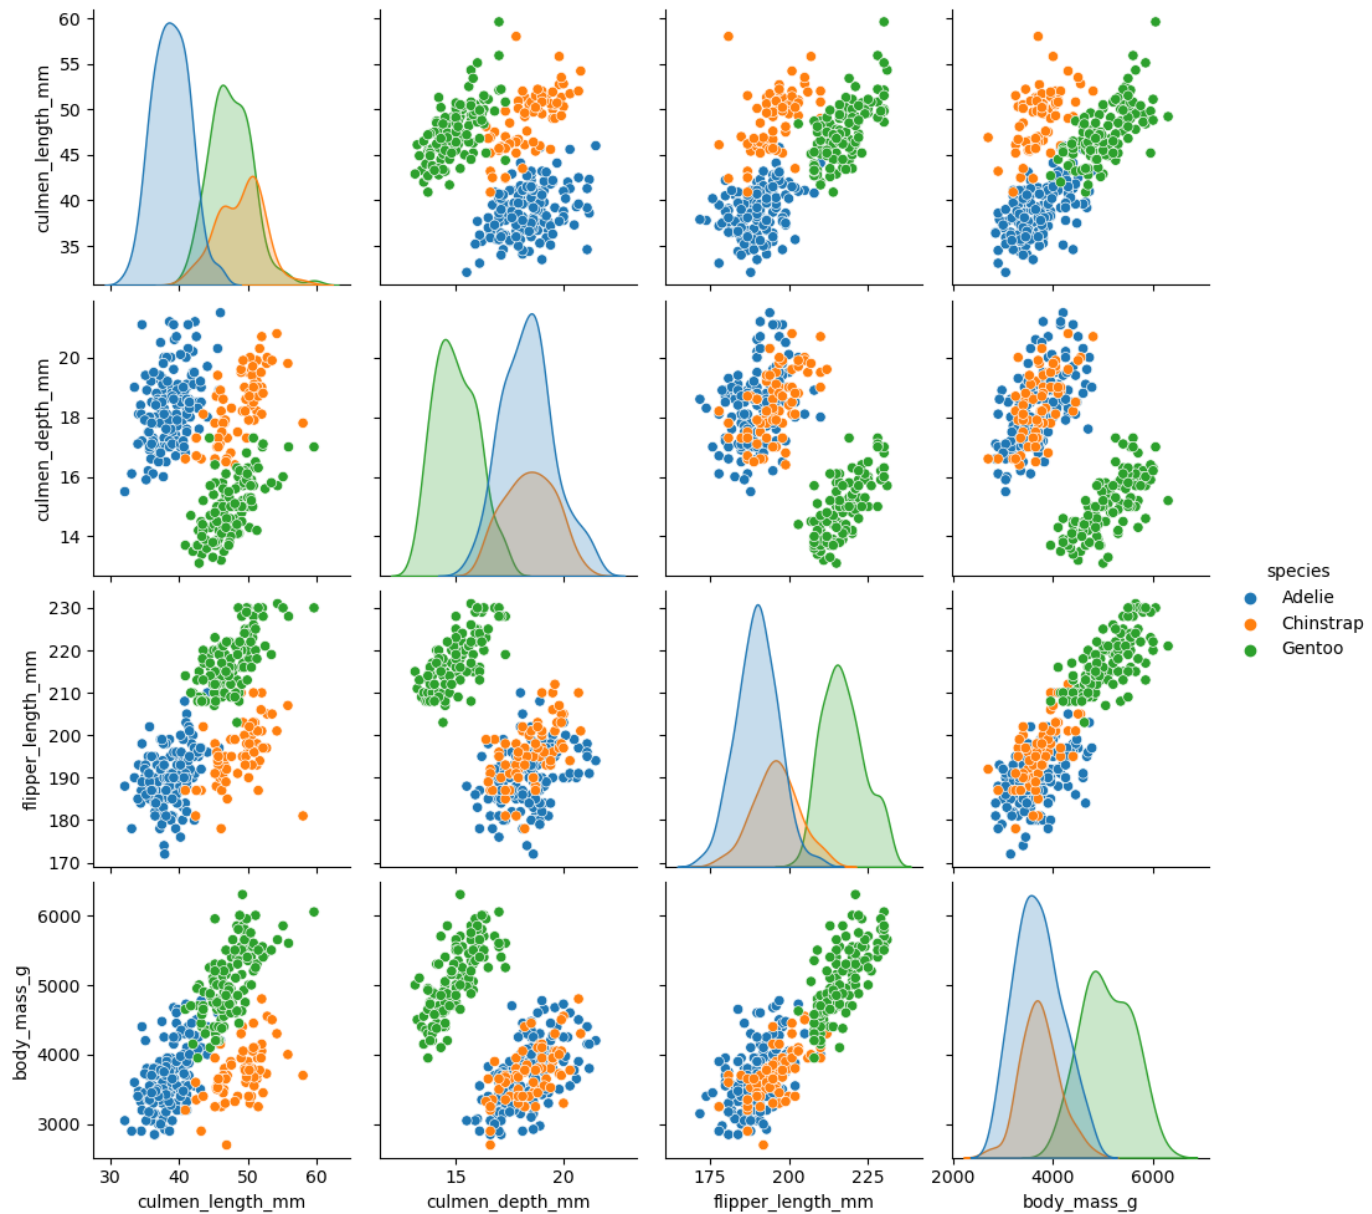 60
55
50
45
40
35
culmen_length_mm
20
18
16
14
culmen_depth_mm
species
Adelie
Chinstrap
Gentoo
230
220
210
200
190
180
170
flipper_length_mm
6000
5000
4000
3000
body_mass_g
30 40 50 60
15 20
175 200 225
2000 4000 6000
culmen_length_mm culmen_depth_mm flipper_length_mm body_mass_g